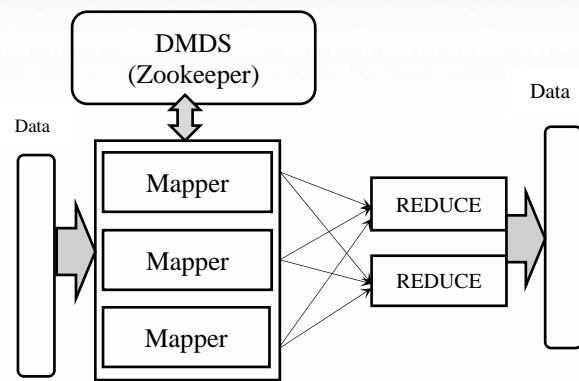 DMDS
(Zookeeper)
Data
Data
Mapper
Mapper
Mapper
REDUCE
REDUCE